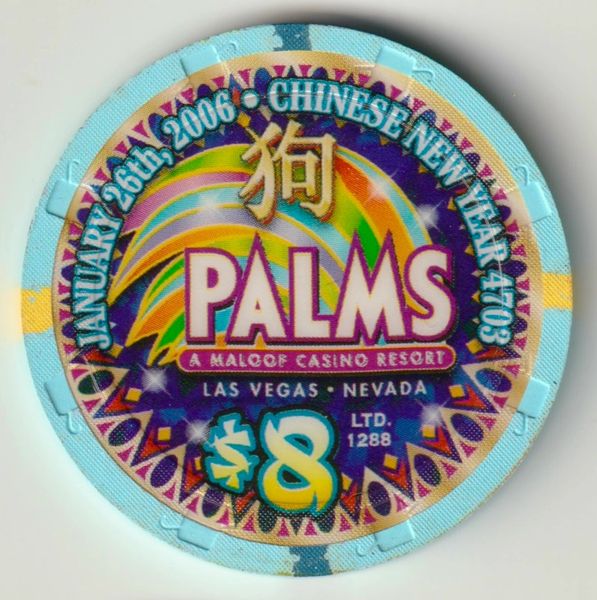 JANUARY 26th, 2006 • CHINESE NEW YEAR 4703
狗
PALMS
A MALOOF CASINO RESORT
LAS VEGAS • NEVADA
$8
LTD.
1288